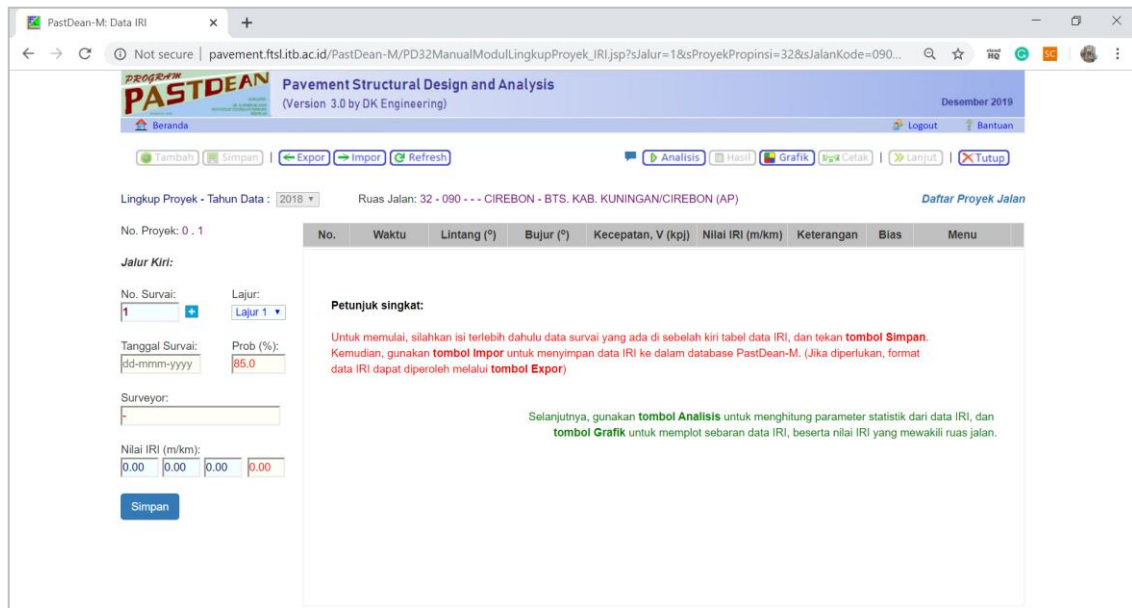 PastDean-M: Data IRI
Not secure | pavement.ftsl.itb.ac.id/PastDean-M/PD32ManualModulLingkupProyek_IRI.jsp?sJalur=1&sProyekPropinsi=32&sJalanKode=090...
PROGRAM
PASTDEAN
Pavement Structural Design and Analysis
(Version 3.0 by DK Engineering)
Desember 2019
Beranda
Logout
Bantuan
Tambah Simpan | Expor Impor Refresh
Analisis Hasil Grafik Cetak | Lanjut | Tutup
Lingkup Proyek - Tahun Data : 2018
Ruas Jalan: 32 - 090 - - - CIREBON - BTS. KAB. KUNINGAN/CIREBON (AP)
Daftar Proyek Jalan
No. Proyek: 0 . 1
Jalur Kiri:
No. Survai: Lajur:
1 Lajur 1
Tanggal Survai: Prob (%):
dd-mmm-yyyy 85.0
Surveyor:
-
Nilai IRI (m/km):
0.00 0.00 0.00 0.00
Simpan
No. Waktu Lintang (⁰) Bujur (⁰) Kecepatan, V (kpj) Nilai IRI (m/km) Keterangan Bias Menu
Petunjuk singkat:
Untuk memulai, silahkan isi terlebih dahulu data survai yang ada di sebelah kiri tabel data IRI, dan tekan tombol Simpan.
Kemudian, gunakan tombol Impor untuk menyimpan data IRI ke dalam database PastDean-M. (Jika diperlukan, format
data IRI dapat diperoleh melalui tombol Expor)
Selanjutnya, gunakan tombol Analisis untuk menghitung parameter statistik dari data IRI, dan
tombol Grafik untuk memplot sebaran data IRI, beserta nilai IRI yang mewakili ruas jalan.